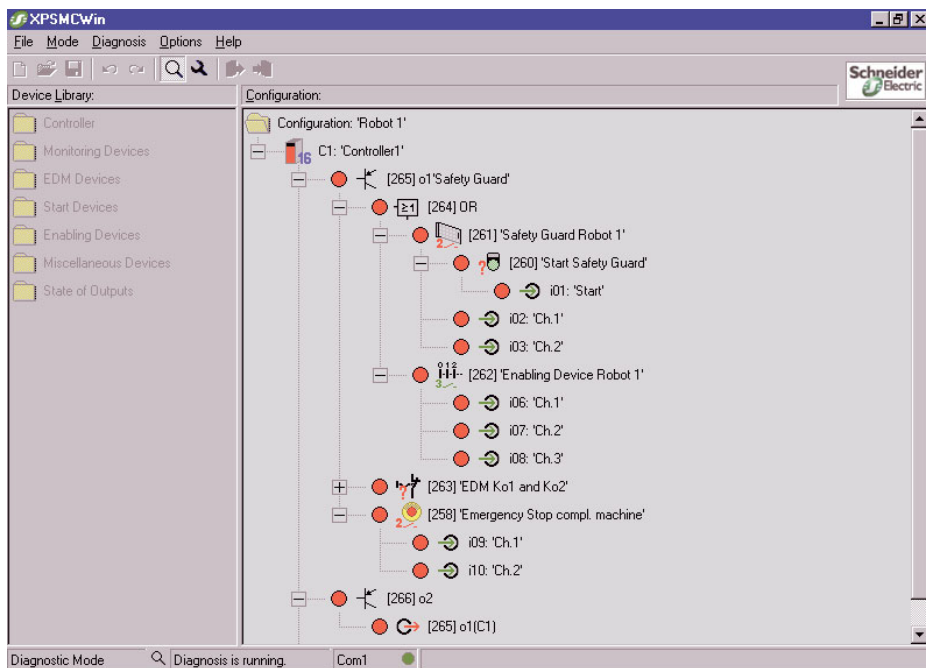 XPSMCWin
File Mode Diagnosis Options Help
Schneider
Electric
Device Library:
Configuration:
Controller
Monitoring Devices
EDM Devices
Start Devices
Enabling Devices
Miscellaneous Devices
State of Outputs
Configuration: 'Robot 1'
16 C1: 'Controller1'
[265] o1'Safety Guard'
≥1 [264] OR
2 [261] 'Safety Guard Robot 1'
? [260] 'Start Safety Guard'
i01: 'Start'
i02: 'Ch.1'
i03: 'Ch.2'
0 1 2
3 [262] 'Enabling Device Robot 1'
i06: 'Ch.1'
i07: 'Ch.2'
i08: 'Ch.3'
? [263] 'EDM Ko1 and Ko2'
2 [258] 'Emergency Stop compl. machine'
i09: 'Ch.1'
i10: 'Ch.2'
[266] o2
[265] o1(C1)
Diagnostic Mode Diagnosis is running. Com1